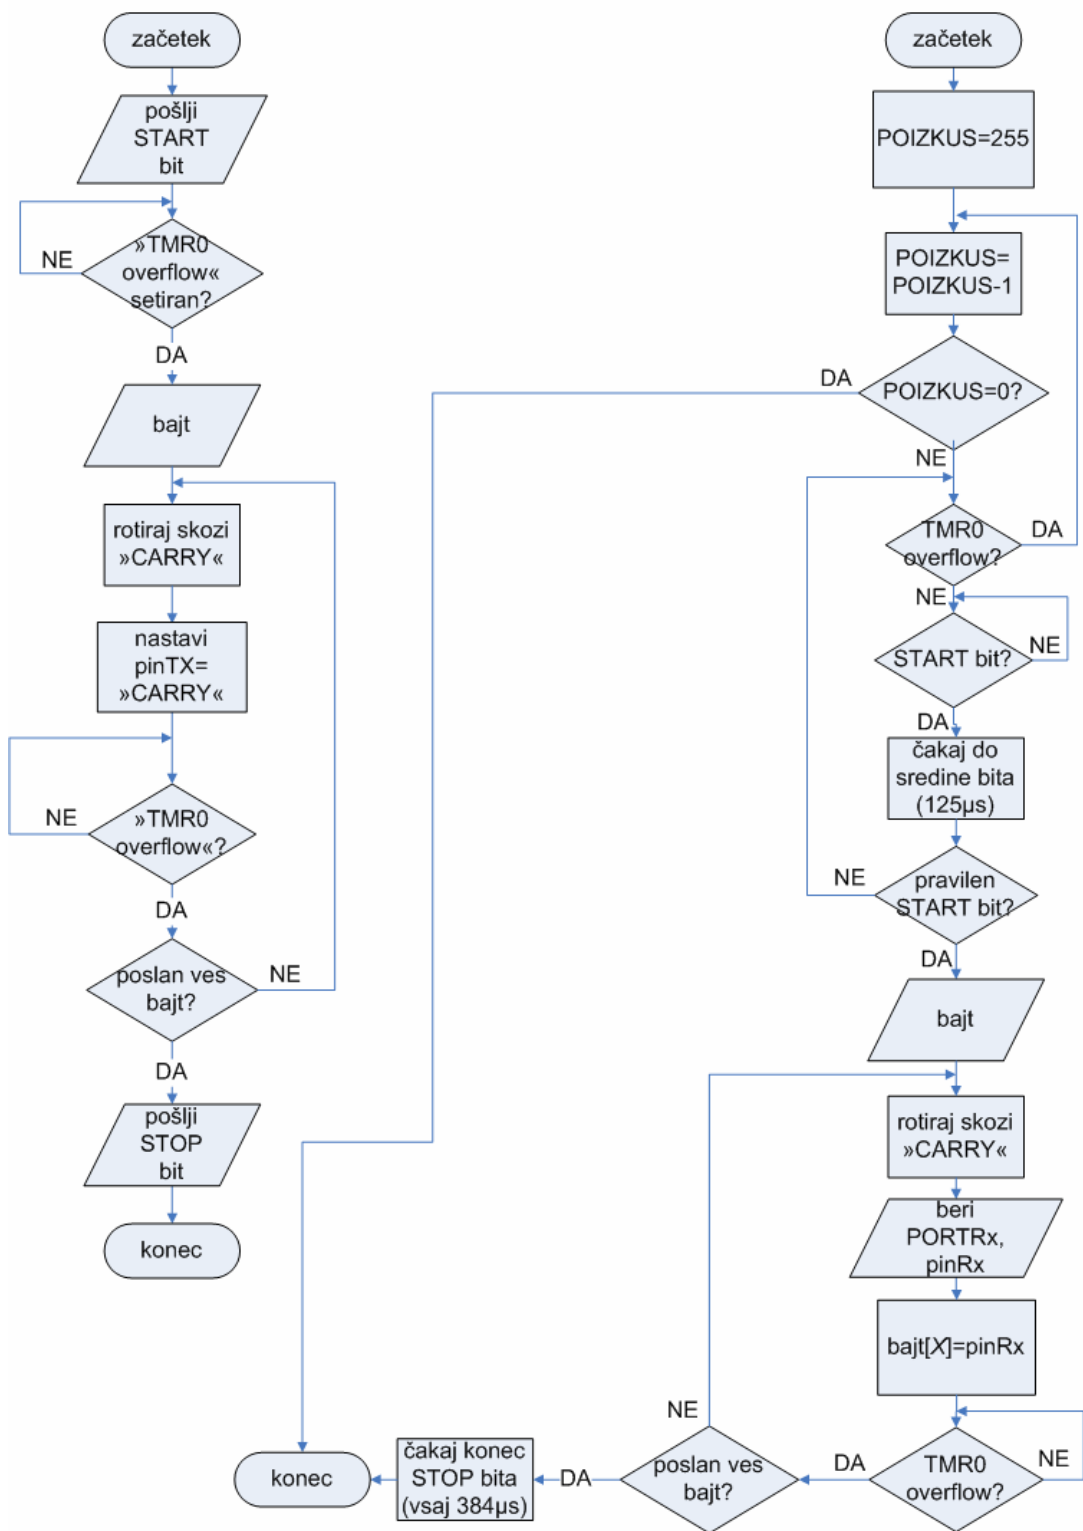 začetek
pošlji
START
bit
»TMR0
overflow«
setiran?
NE
DA
bajt
rotiraj skozi
»CARRY«
nastavi
pinTX=
»CARRY«
»TMR0
overflow«?
NE
DA
poslan ves
bajt?
NE
DA
pošlji
STOP
bit
konec
začetek
POIZKUS=255
POIZKUS=
POIZKUS-1
POIZKUS=0?
DA
NE
TMR0
overflow?
DA
NE
START bit?
NE
DA
čakaj do
sredine bita
(125µs)
pravilen
START bit?
NE
DA
bajt
rotiraj skozi
»CARRY«
beri
PORTRx,
pinRx
bajt[X]=pinRx
TMR0
overflow?
NE
DA
poslan ves
bajt?
NE
DA
čakaj konec
STOP bita
(vsaj 384µs)
konec